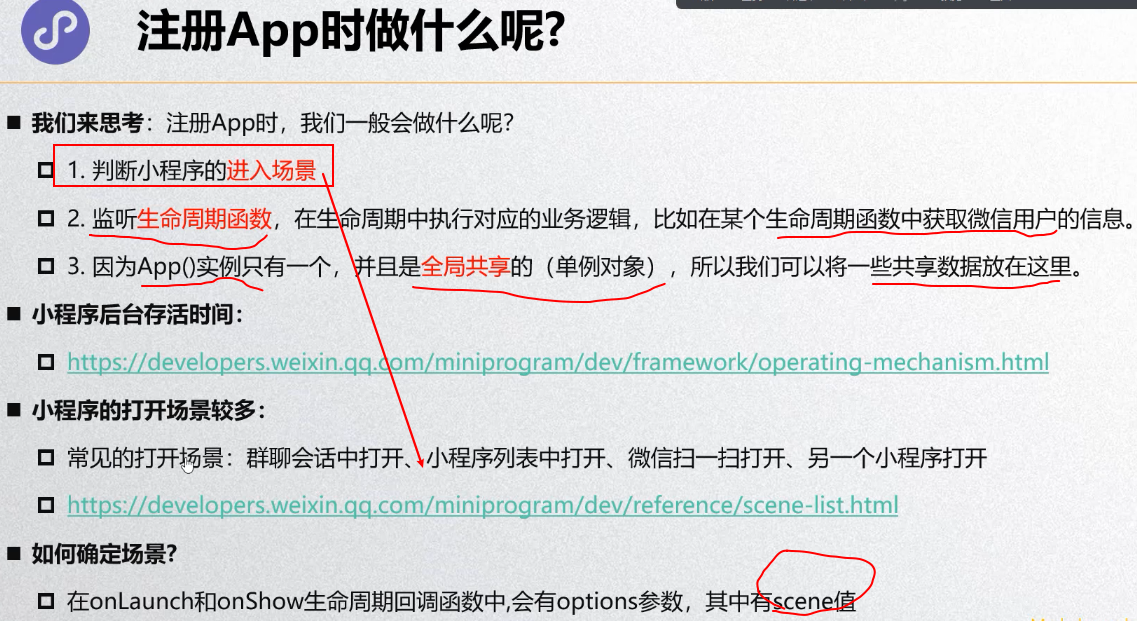 注册App时做什么呢?
我们来思考：注册App时，我们一般会做什么呢？
1. 判断小程序的进入场景
2. 监听生命周期函数，在生命周期中执行对应的业务逻辑，比如在某个生命周期函数中获取微信用户的信息。
3. 因为App()实例只有一个，并且是全局共享的（单例对象），所以我们可以将一些共享数据放在这里。
小程序后台存活时间：
https://developers.weixin.qq.com/miniprogram/dev/framework/operating-mechanism.html
小程序的打开场景较多：
常见的打开场景：群聊会话中打开、小程序列表中打开、微信扫一扫打开、另一个小程序打开
https://developers.weixin.qq.com/miniprogram/dev/reference/scene-list.html
如何确定场景?
在onLaunch和onShow生命周期回调函数中,会有options参数，其中有scene值